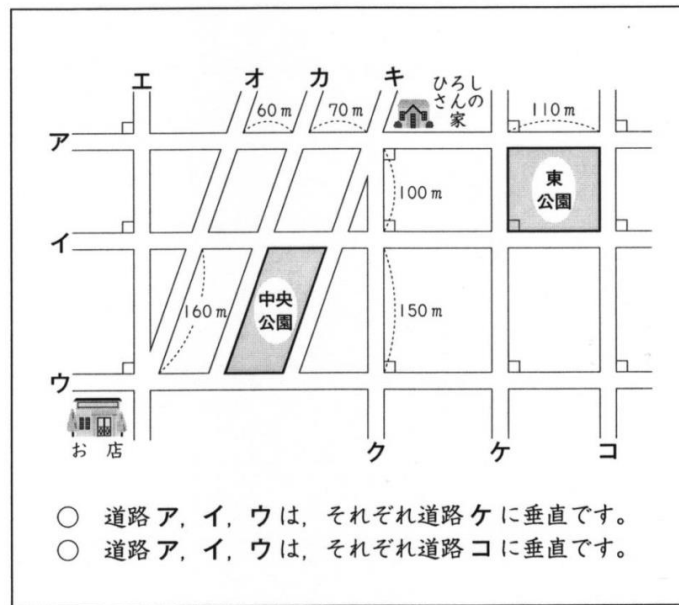 エ オ カ キ ひろし
さんの
家
60m 70m 110m
ア
100m
東
公園
イ
中央
公園
160m 150m
ウ
お店
ク ケ コ
○ 道路ア，イ，ウは，それぞれ道路ケに垂直です。
○ 道路ア，イ，ウは，それぞれ道路コに垂直です。